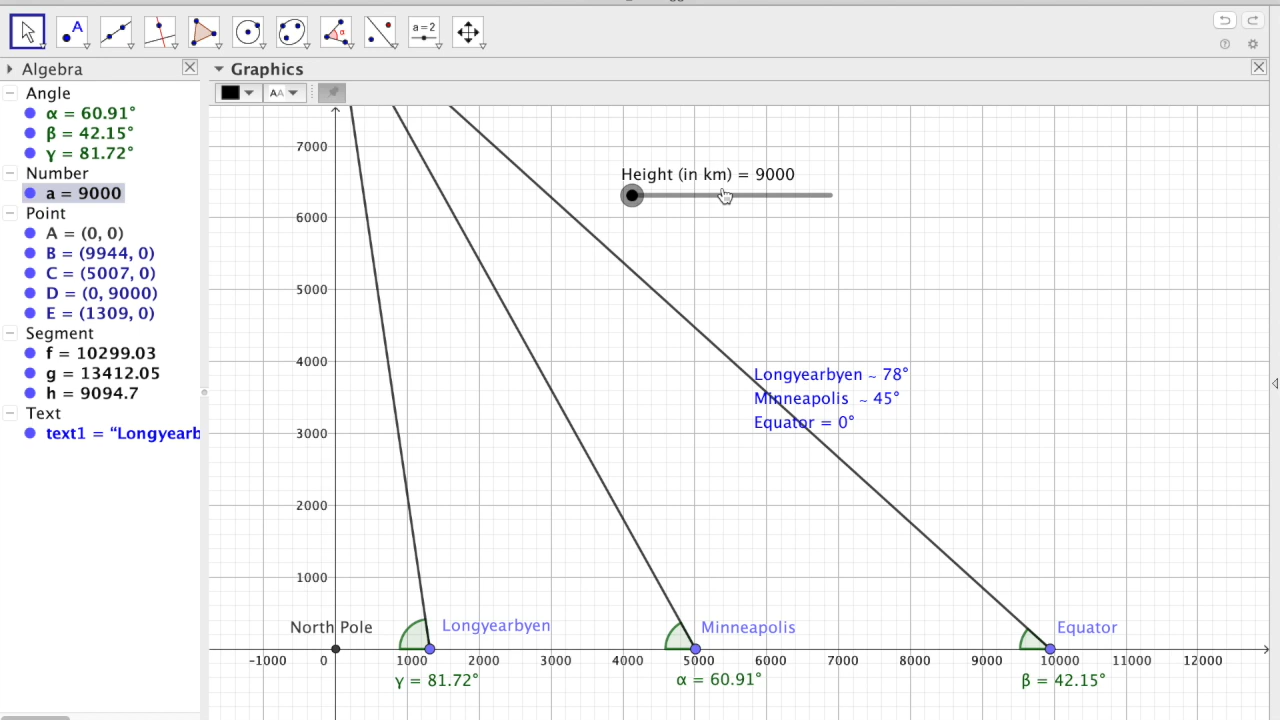 A
α
a=2
Algebra
Graphics
AA
Angle
α = 60.91°
β = 42.15°
γ = 81.72°
Number
a = 9000
Point
A = (0, 0)
B = (9944, 0)
C = (5007, 0)
D = (0, 9000)
E = (1309, 0)
Segment
f = 10299.03
g = 13412.05
h = 9094.7
Text
text1 = “Longyearb
7000
6000
5000
4000
3000
2000
1000
Height (in km) = 9000
Longyearbyen ~ 78°
Minneapolis ~ 45°
Equator = 0°
North Pole
Longyearbyen
Minneapolis
Equator
-1000 0 1000 2000 3000 4000 5000 6000 7000 8000 9000 10000 11000 12000
γ = 81.72°
α = 60.91°
β = 42.15°